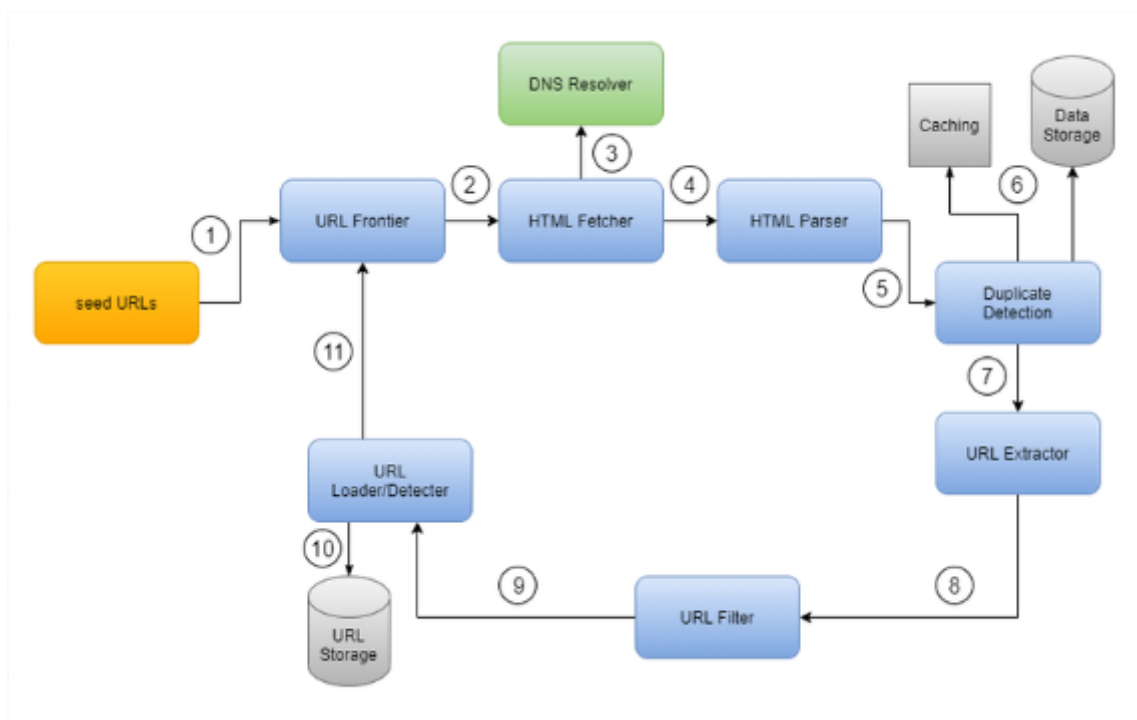 DNS Resolver
Caching
Data
Storage
3
6
2
4
URL Frontier
HTML Fetcher
HTML Parser
1
5
seed URLs
Duplicate
Detection
11
7
URL
Loader/Detecter
URL Extractor
10
9
8
URL Filter
URL
Storage